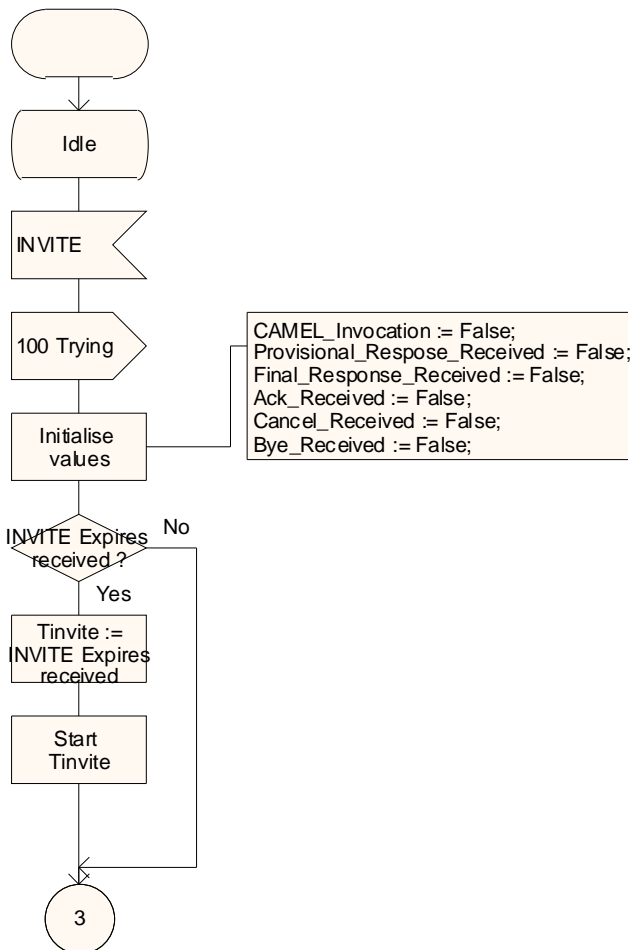 Idle
INVITE
100 Trying
CAMEL_Invocation := False;
Provisional_Respose_Received := False;
Final_Response_Received := False;
Ack_Received := False;
Cancel_Received := False;
Bye_Received := False;
Initialise
values
INVITE Expires
received ?
No
Yes
Tinvite :=
INVITE Expires
received
Start
Tinvite
3